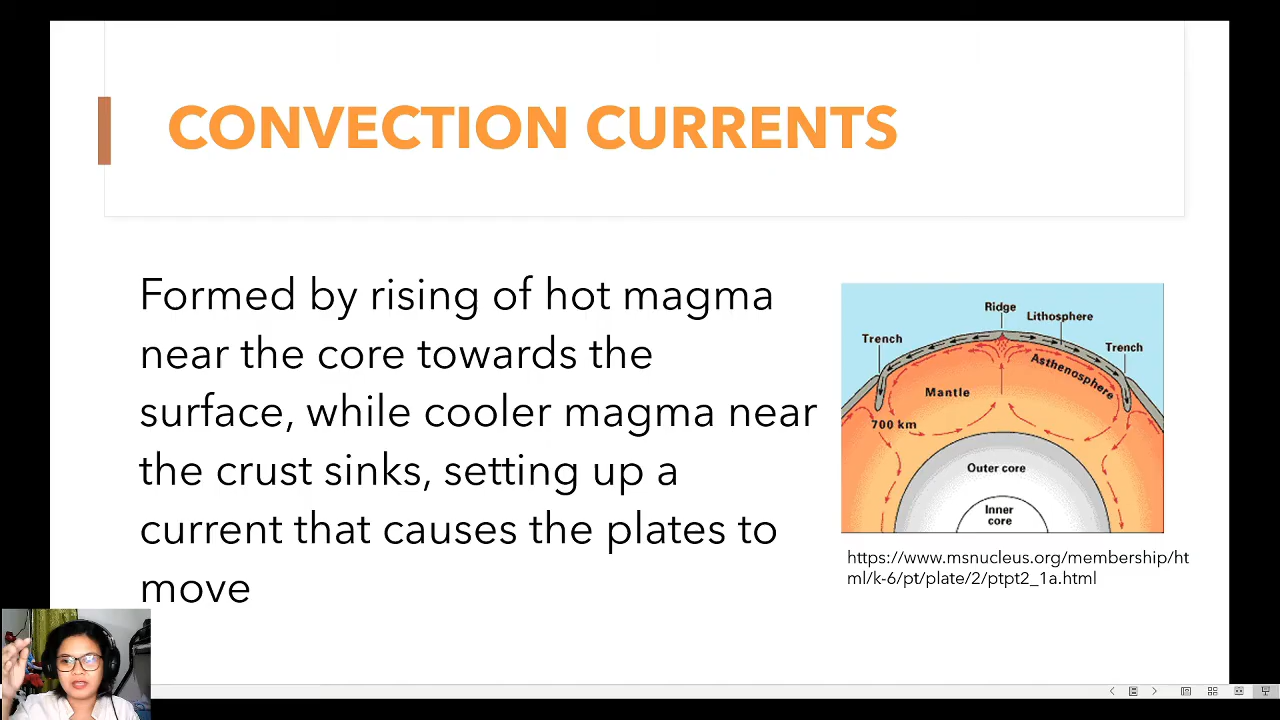 CONVECTION CURRENTS
Formed by rising of hot magma
near the core towards the
surface, while cooler magma near
the crust sinks, setting up a
current that causes the plates to
move
Ridge
Lithosphere
Trench
Trench
Asthenosphere
Mantle
700 km
Outer core
Inner
core
https://www.msnucleus.org/membership/ht
ml/k-6/pt/plate/2/ptpt2_1a.html